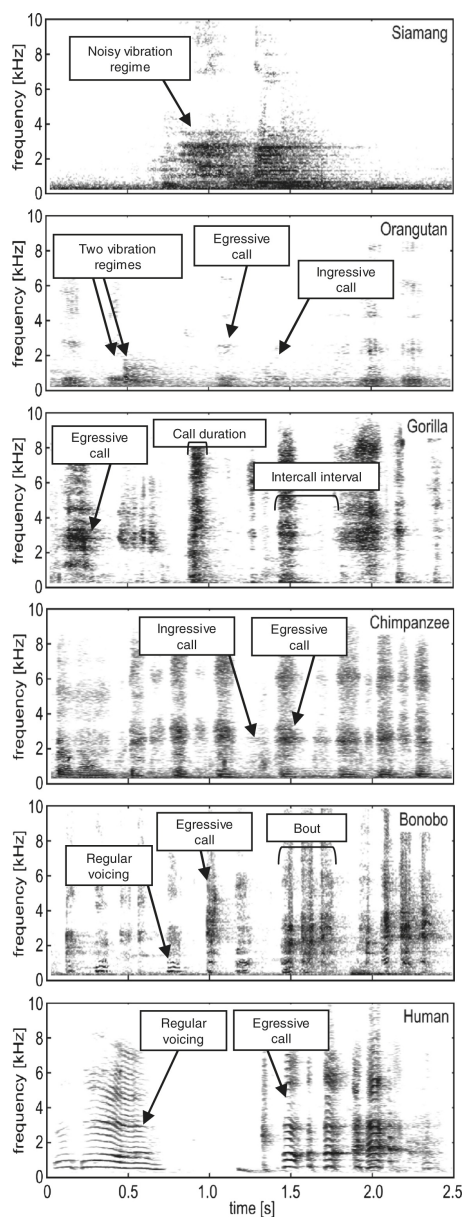 10
8
6
4
2
0
frequency [kHz]
Siamang
Noisy vibration
regime
10
8
6
4
2
0
frequency [kHz]
Orangutan
Two vibration
regimes
Egressive
call
Ingressive
call
10
8
6
4
2
0
frequency [kHz]
Gorilla
Egressive
call
Call duration
Intercall interval
10
8
6
4
2
0
frequency [kHz]
Chimpanzee
Ingressive
call
Egressive
call
10
8
6
4
2
0
frequency [kHz]
Bonobo
Regular
voicing
Egressive
call
Bout
10
8
6
4
2
0
frequency [kHz]
Human
Regular
voicing
Egressive
call
0 0.5 1.0 1.5 2.0 2.5
time [s]